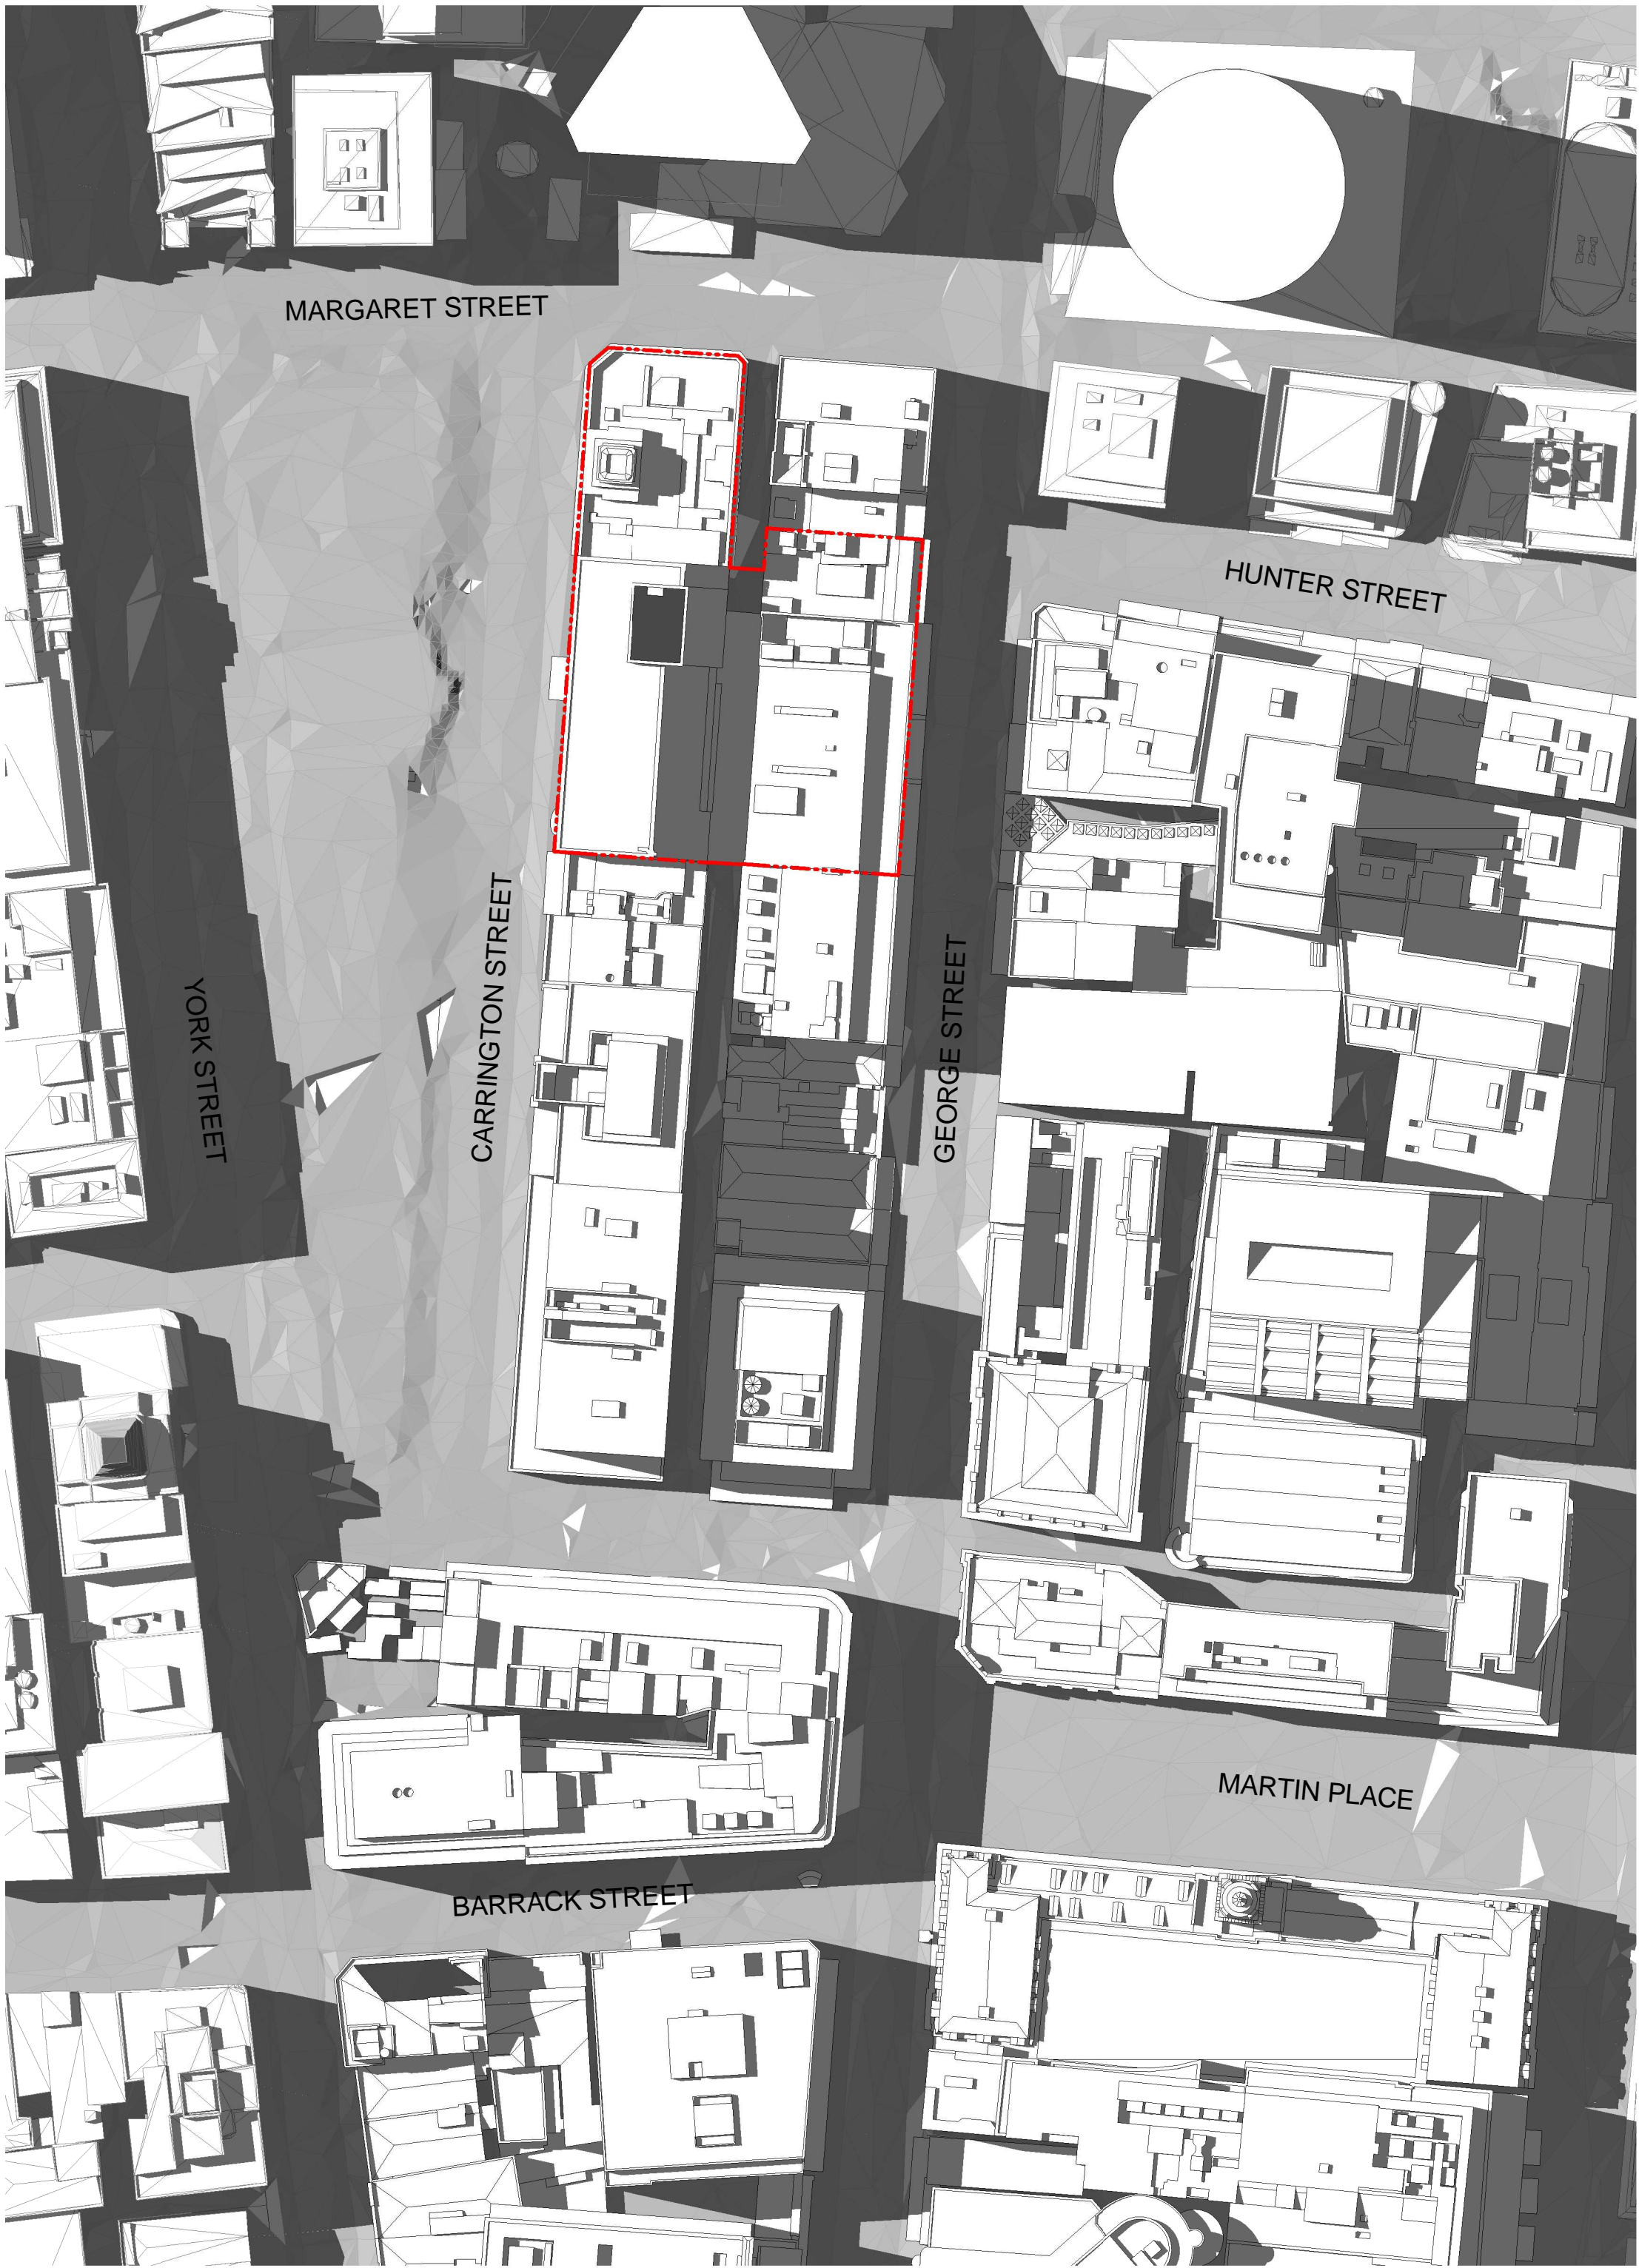 MARGARET STREET
HUNTER STREET
CARRINGTON STREET
GEORGE STREET
YORK STREET
MARTIN PLACE
BARRACK STREET